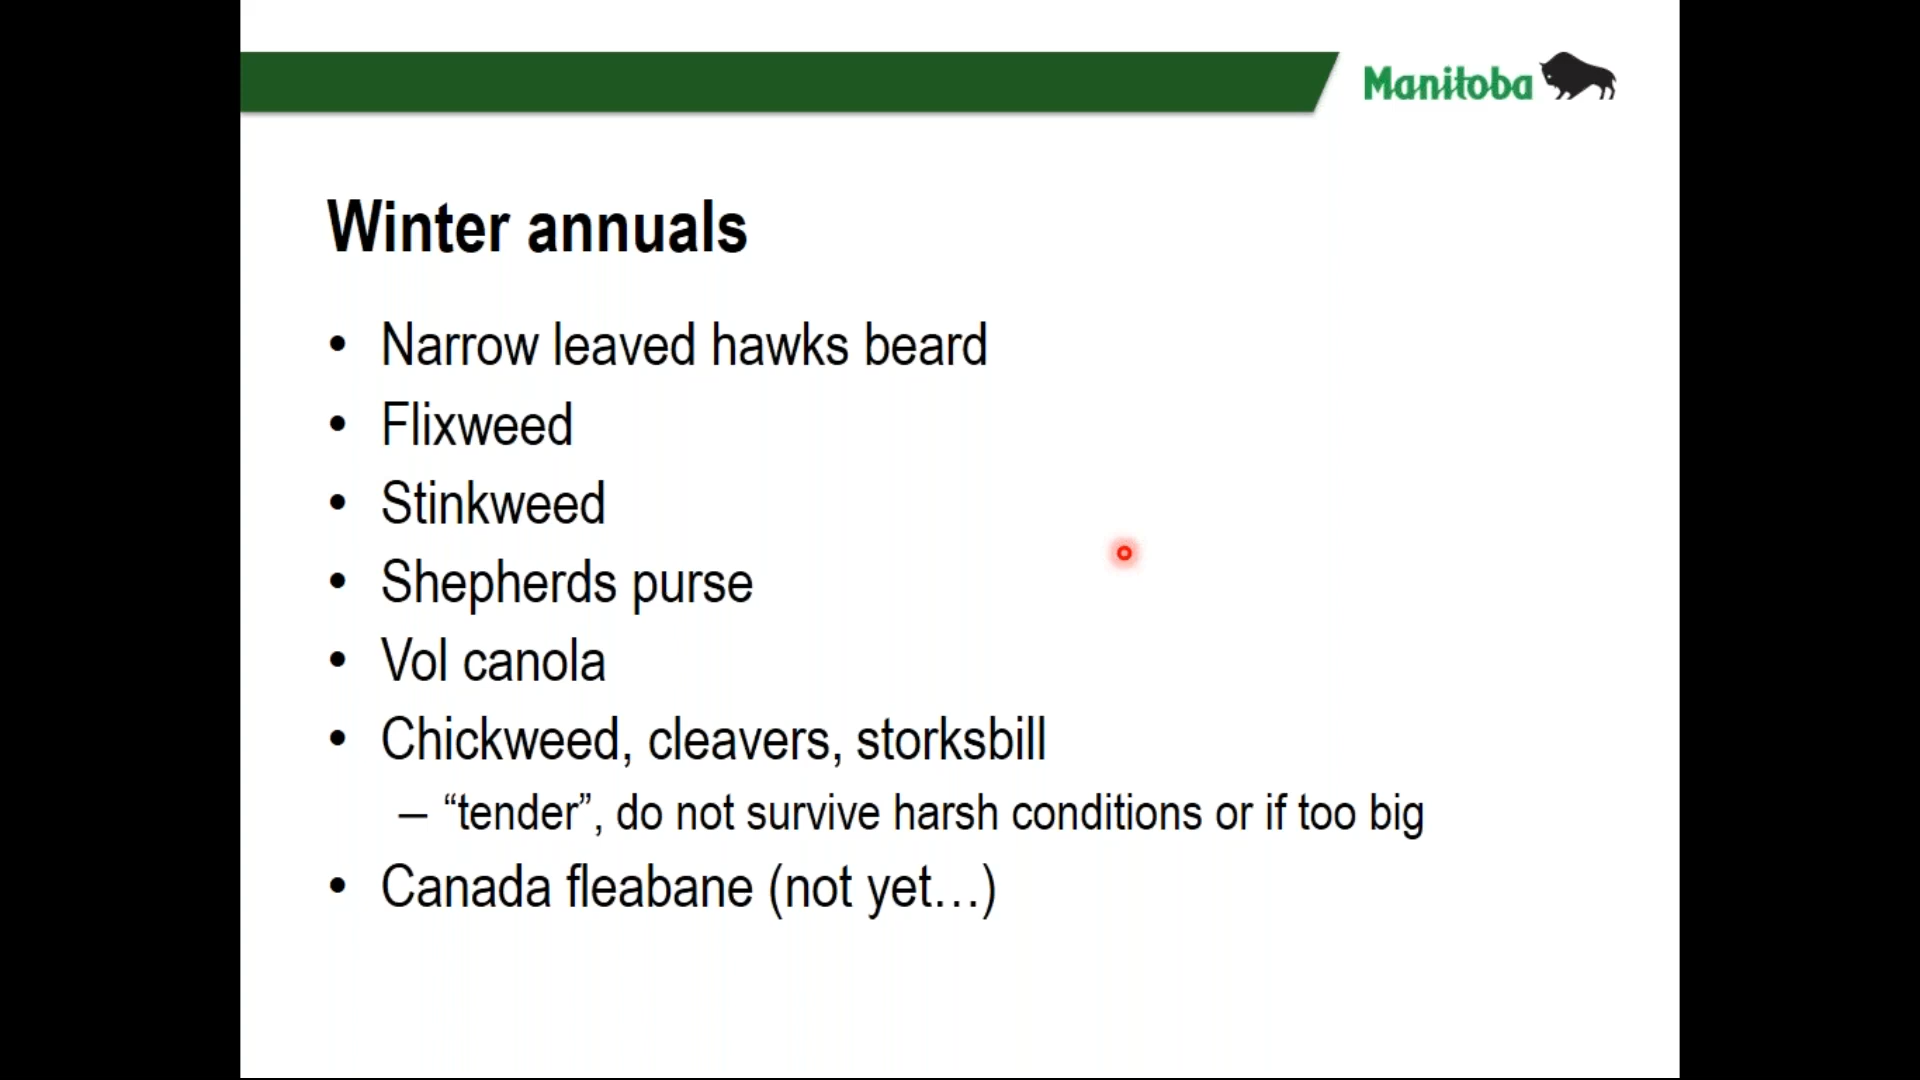 Manitoba
Winter annuals
• Narrow leaved hawks beard
• Flixweed
• Stinkweed
• Shepherds purse
• Vol canola
• Chickweed, cleavers, storksbill
– “tender”, do not survive harsh conditions or if too big
• Canada fleabane (not yet…)